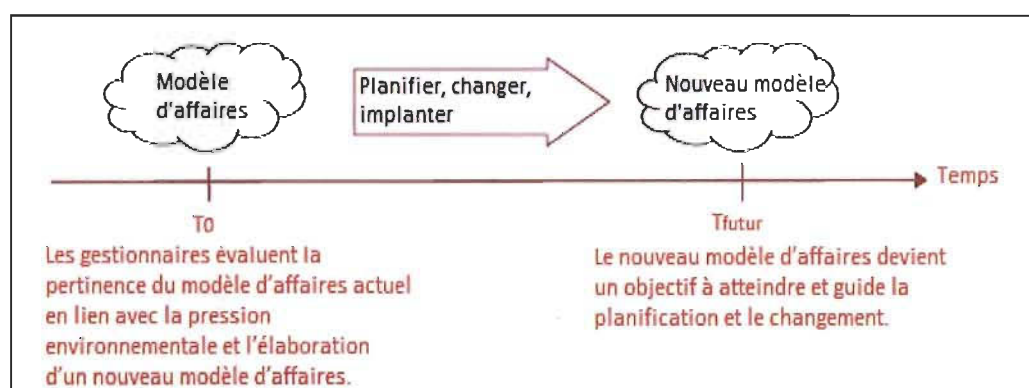 Modèle
d'affaires
Planifier, changer,
implanter
Nouveau modèle
d'affaires
Temps
T0
Les gestionnaires évaluent la
pertinence du modèle d'affaires actuel
en lien avec la pression
environnementale et l'élaboration
d'un nouveau modèle d'affaires.
Tfutur
Le nouveau modèle d'affaires devient
un objectif à atteindre et guide la
planification et le changement.